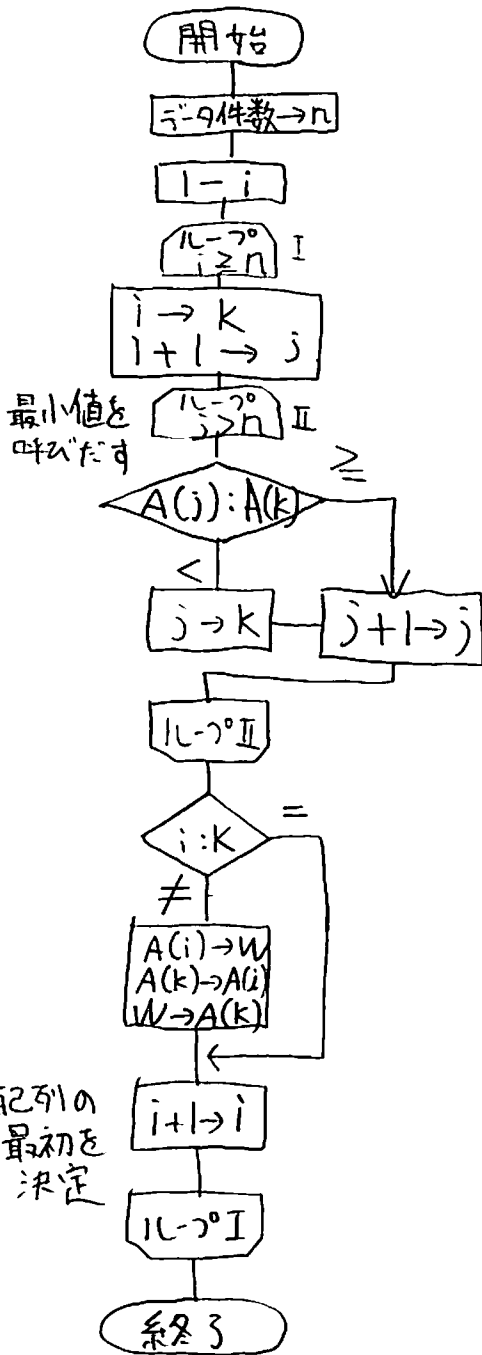 開始
データ件数→n
1-i
ループ I
i≧n
i→k
1+1→j
ループ II
j>n
最小値を
呼びだす
≧
A(j):A(k)
<
j→k
j+1→j
ループII
=
i:k
≠
A(i)→W
A(k)→A(i)
W→A(k)
配列の
最初を
決定
i+1→i
ループI
終了